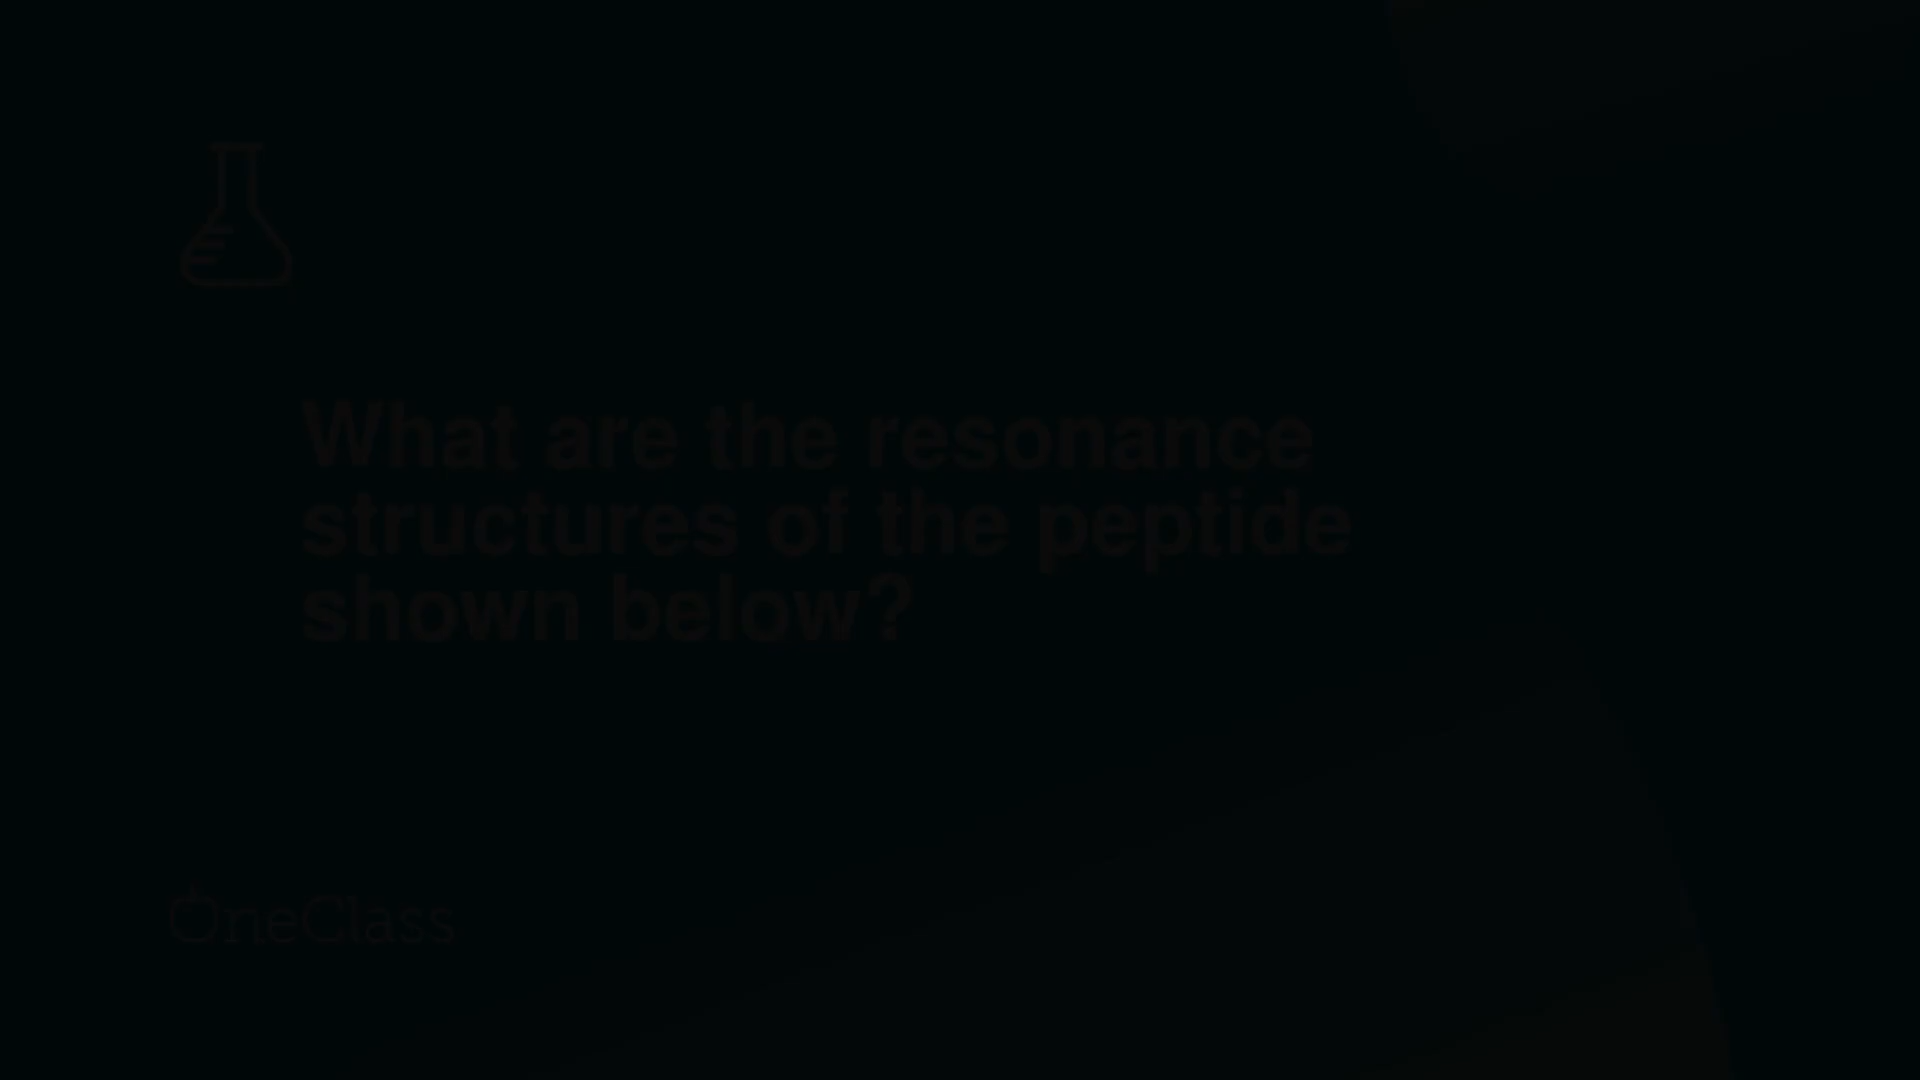 What are the resonance
structures of the peptide
shown below?
OneClass